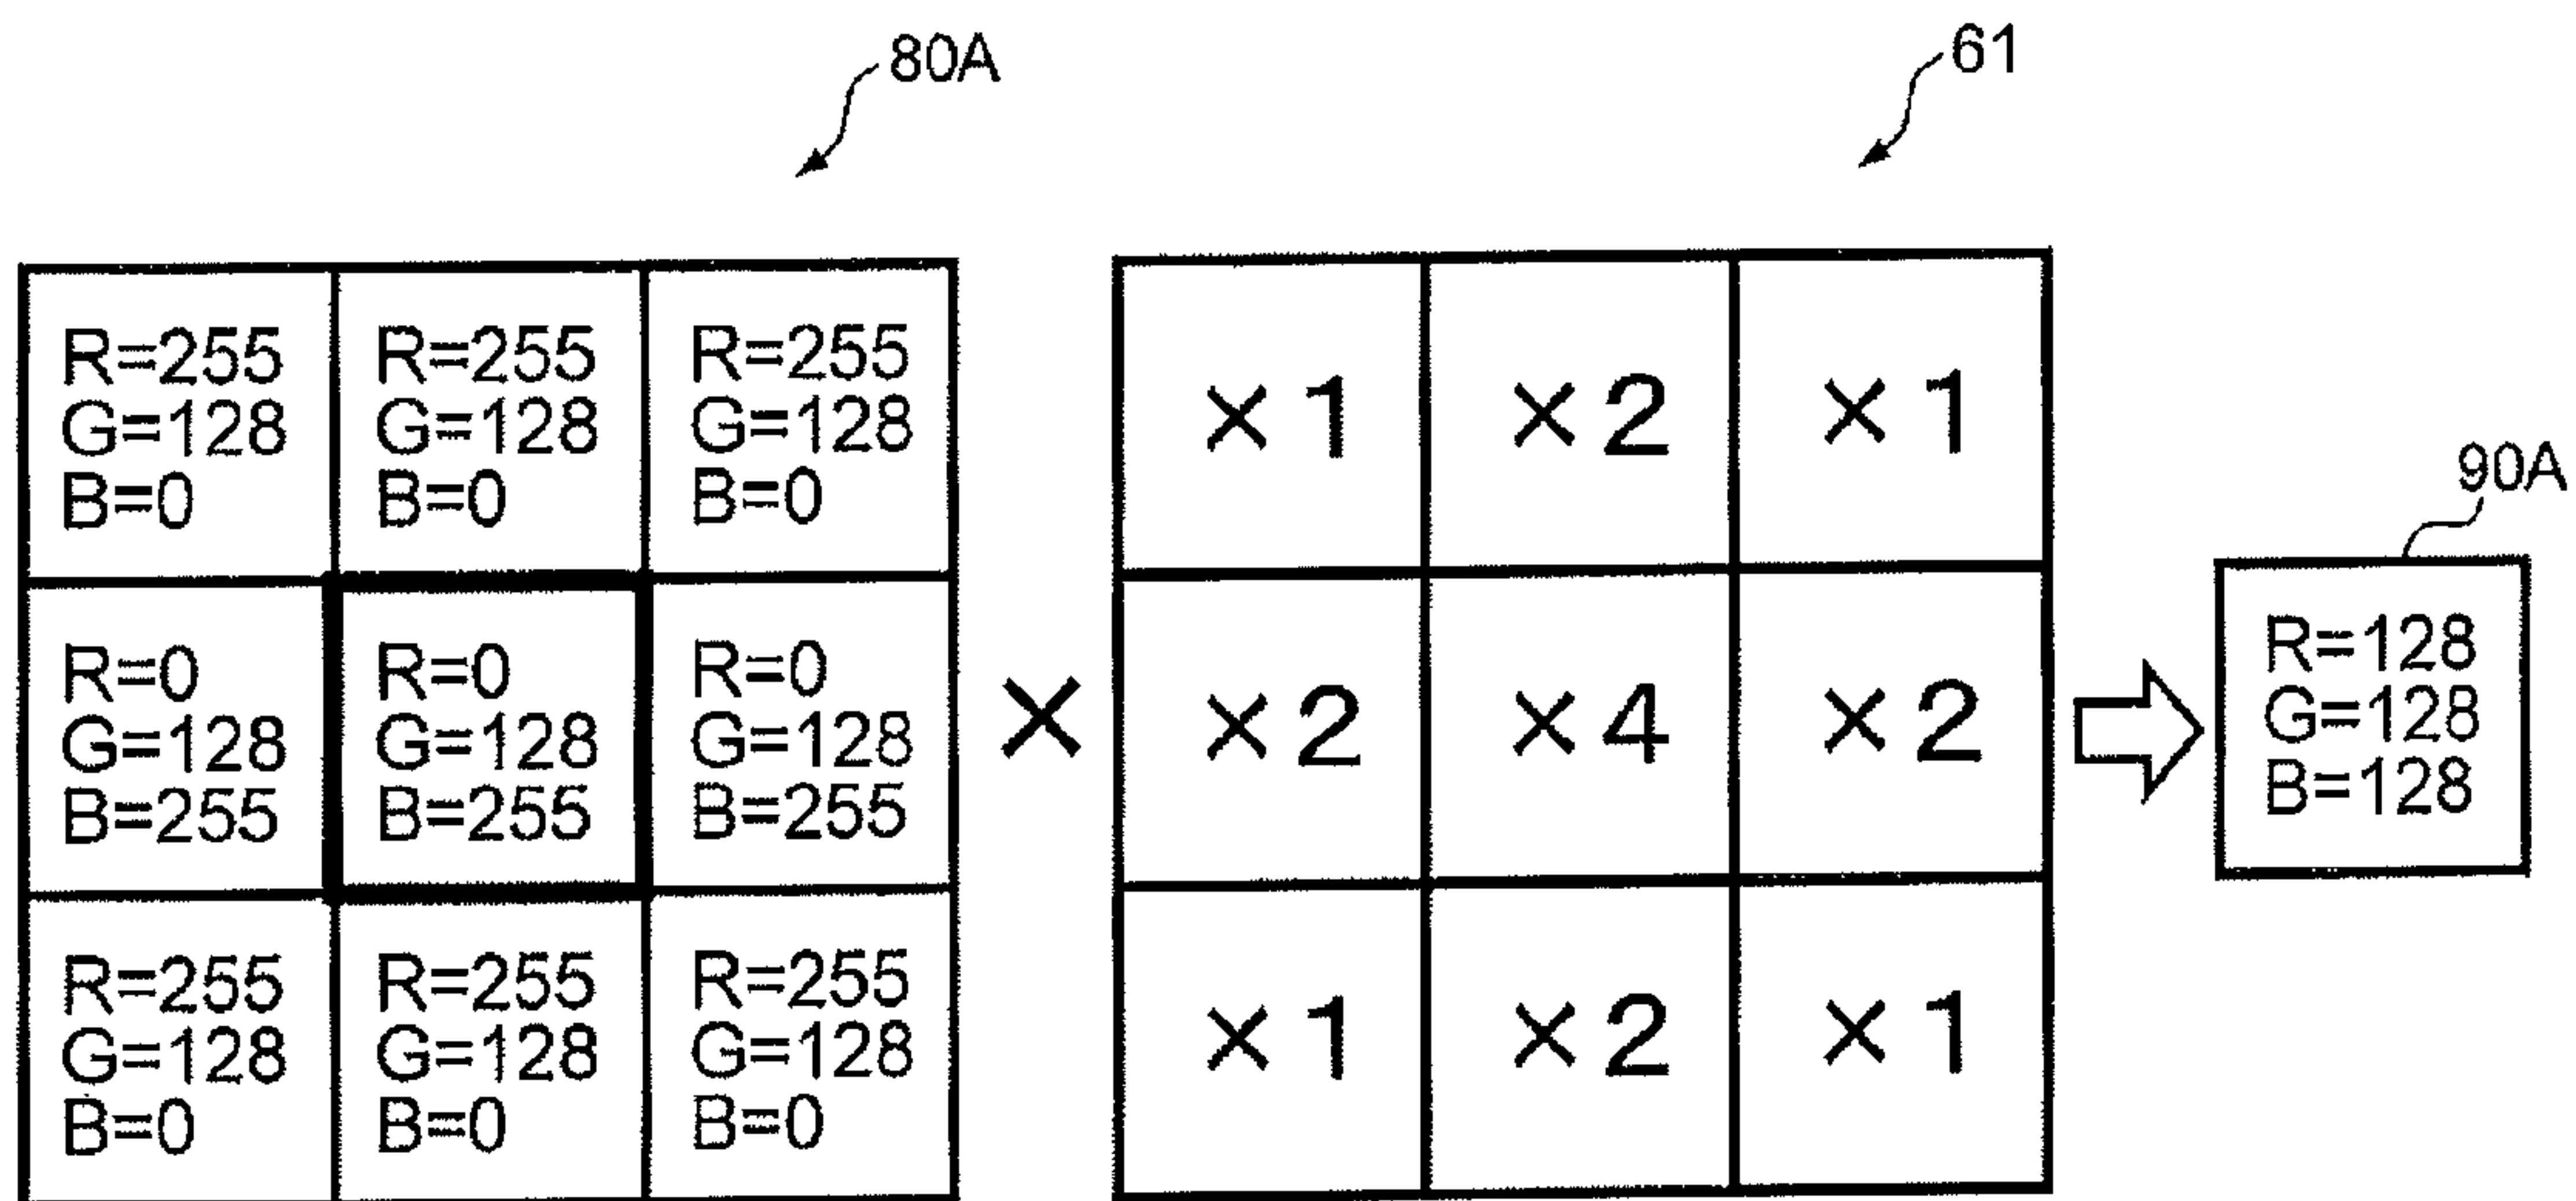 80A
61
R=255 R=255 R=255
G=128 G=128 G=128
B=0 B=0 B=0
R=0 R=0 R=0
G=128 G=128 G=128
B=255 B=255 B=255
R=255 R=255 R=255
G=128 G=128 G=128
B=0 B=0 B=0
×
×1 ×2 ×1
×2 ×4 ×2
×1 ×2 ×1
90A
R=128
G=128
B=128